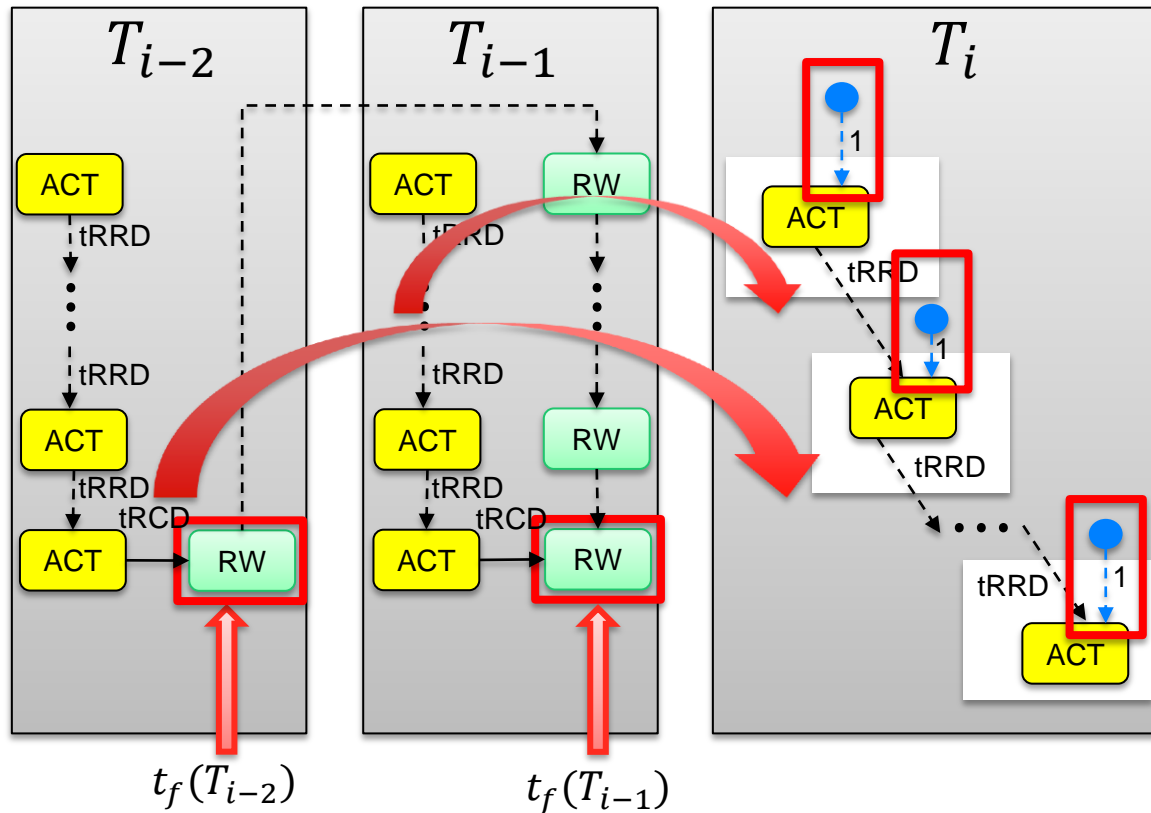 T_{i-2}
ACT
tRRD
tRRD
ACT
tRRD
tRCD
ACT
RW
t_f(T_{i-2})
T_{i-1}
ACT
RW
tRRD
tRRD
ACT
RW
tRRD
tRCD
ACT
RW
t_f(T_{i-1})
T_i
1
ACT
tRRD
1
ACT
tRRD
tRRD
1
ACT